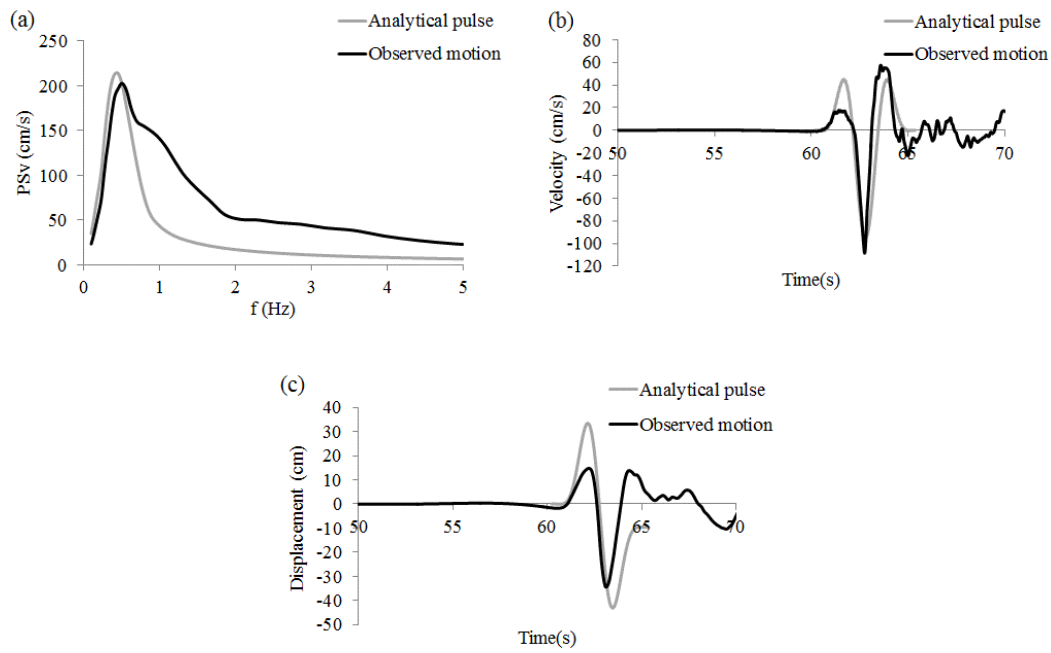 (a)
Analytical pulse
Observed motion
250
200
150
100
50
0
PSv (cm/s)
0 1 2 3 4 5
f (Hz)
(b)
Analytical pulse
Observed motion
80
60
40
20
0
-20
-40
-60
-80
-100
-120
Velocity (cm/s)
50 55 60 65 70
Time(s)
(c)
Analytical pulse
Observed motion
40
30
20
10
0
-10
-20
-30
-40
-50
Displacement (cm)
50 55 60 65 70
Time(s)